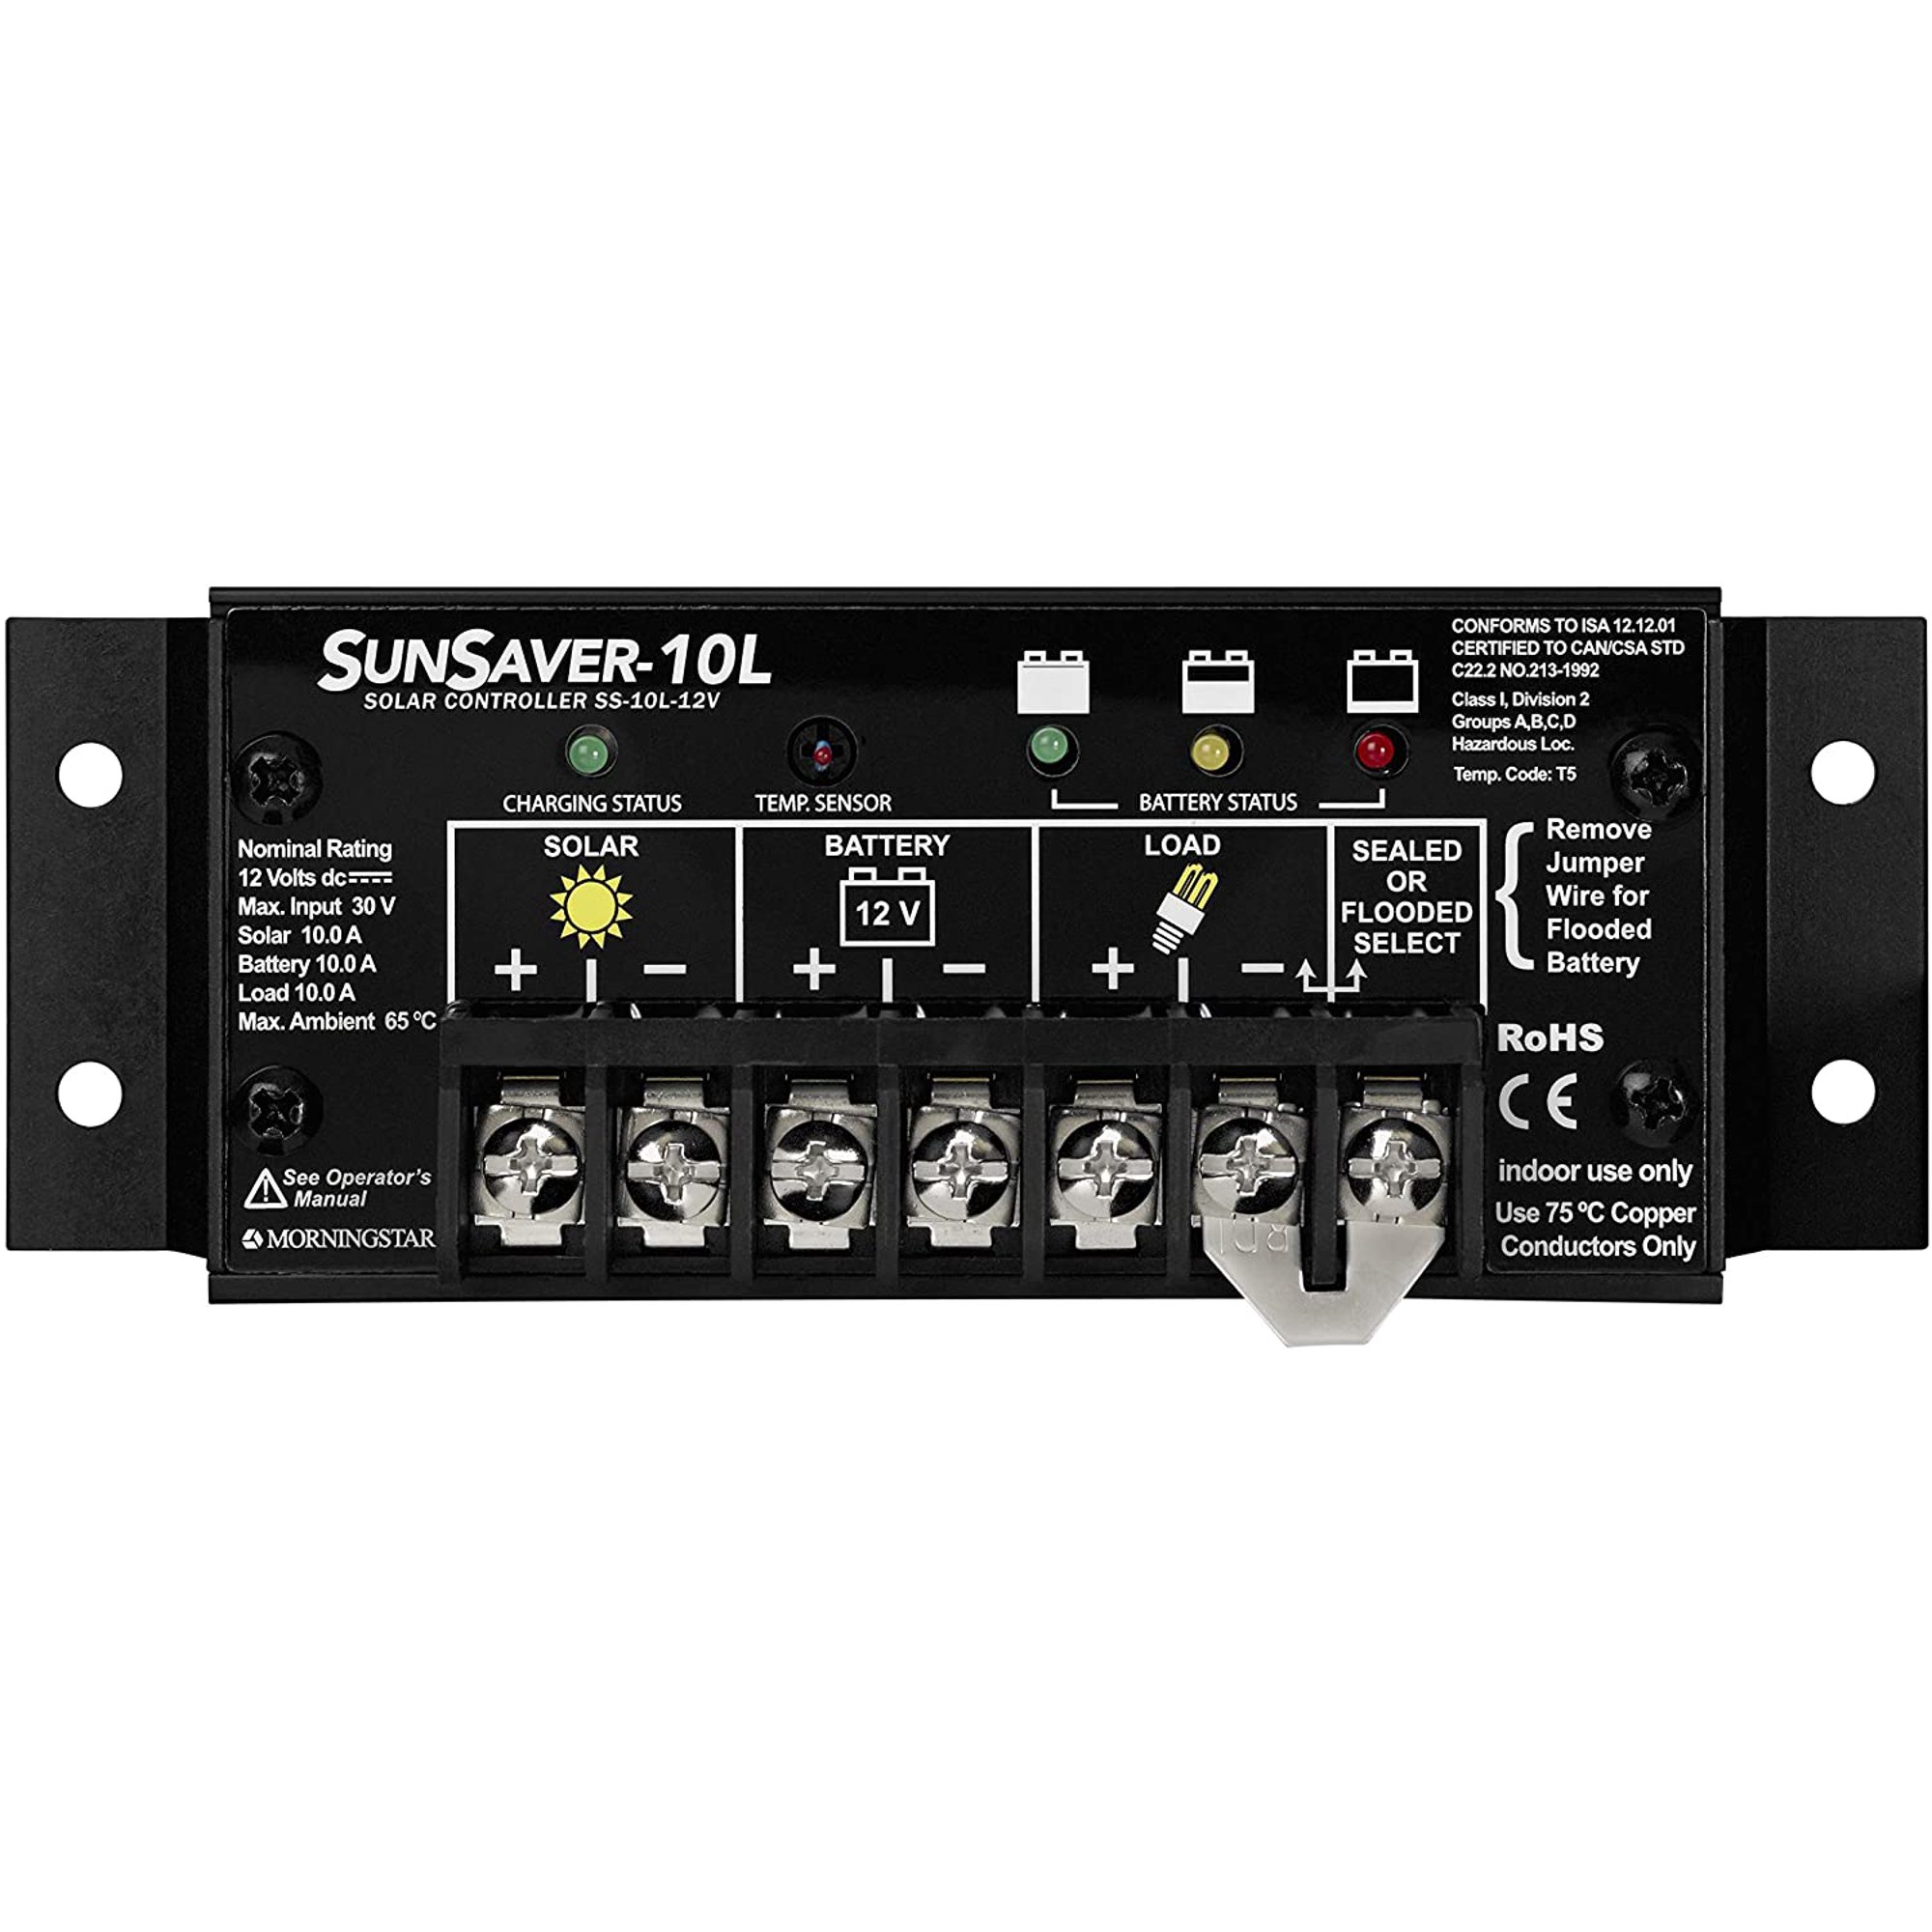 SUNSAVER-10L
SOLAR CONTROLLER SS-10L-12V
CONFORMS TO ISA 12.12.01
CERTIFIED TO CAN/CSA STD
C22.2 NO.213-1992
Class I, Division 2
Groups A,B,C,D
Hazardous Loc.
Temp. Code: T5
CHARGING STATUS
TEMP. SENSOR
BATTERY STATUS
Nominal Rating
12 Volts dc
Max. Input 30 V
Solar 10.0 A
Battery 10.0 A
Load 10.0 A
Max. Ambient 65 ºC
SOLAR
+ | −
BATTERY
12 V
+ | −
LOAD
+ | −
SEALED
OR
FLOODED
SELECT
Remove
Jumper
Wire for
Flooded
Battery
RoHS
CE
See Operator's
Manual
MORNINGSTAR
indoor use only
Use 75 ºC Copper
Conductors Only